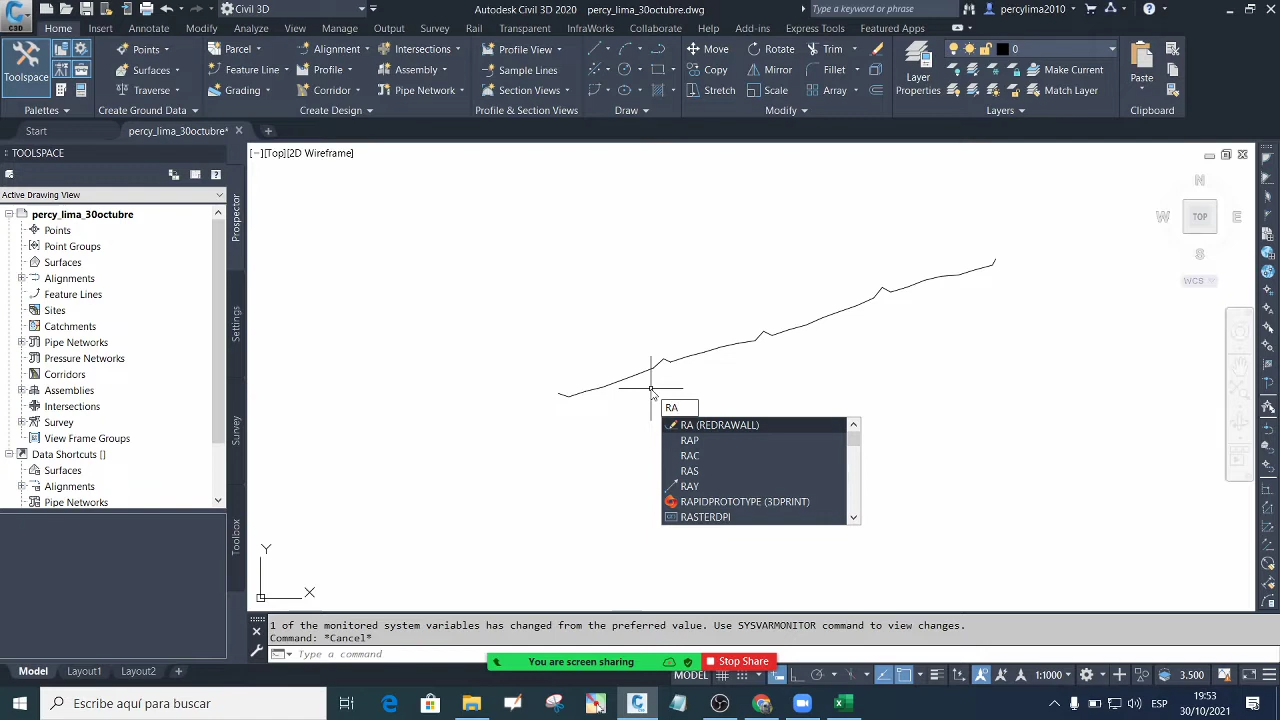 C3D
Civil 3D
Autodesk Civil 3D 2020 percy_lima_30octubre.dwg
Type a keyword or phrase
percylima2010
Home Insert Annotate Modify Analyze View Manage Output Survey Rail Transparent InfraWorks Collaborate Help Add-ins Express Tools Featured Apps
Toolspace
Points
Surfaces
Traverse
Parcel
Feature Line
Grading
Alignment
Profile
Corridor
Intersections
Assembly
Pipe Network
Profile View
Sample Lines
Section Views
Move
Copy
Stretch
Rotate
Mirror
Scale
Trim
Fillet
Array
Layer
Properties
0
Make Current
Paste
Palettes
Create Ground Data
Create Design
Profile & Section Views
Draw
Modify
Layers
Clipboard
Start
percy_lima_30octubre*
TOOLSPACE
Active Drawing View
percy_lima_30octubre
Points
Point Groups
Surfaces
Alignments
Feature Lines
Sites
Catchments
Pipe Networks
Pressure Networks
Corridors
Assemblies
Intersections
Survey
View Frame Groups
Data Shortcuts []
Surfaces
Alignments
Pipe Networks
Prospector
Settings
Survey
Toolbox
[−][Top][2D Wireframe]
N
W
TOP
E
S
WCS
RA
RA (REDRAWALL)
RAP
RAC
RAS
RAY
RAPIDPROTOTYPE (3DPRINT)
RASTERDPI
Y
X
1 of the monitored system variables has changed from the preferred value. Use SYSVARMONITOR command to view changes.
Command: *Cancel*
Type a command
You are screen sharing
Stop Share
Model
Layout1
Layout2
MODEL
1:1000
3.500
Escribe aquí para buscar
ESP
19:53
30/10/2021